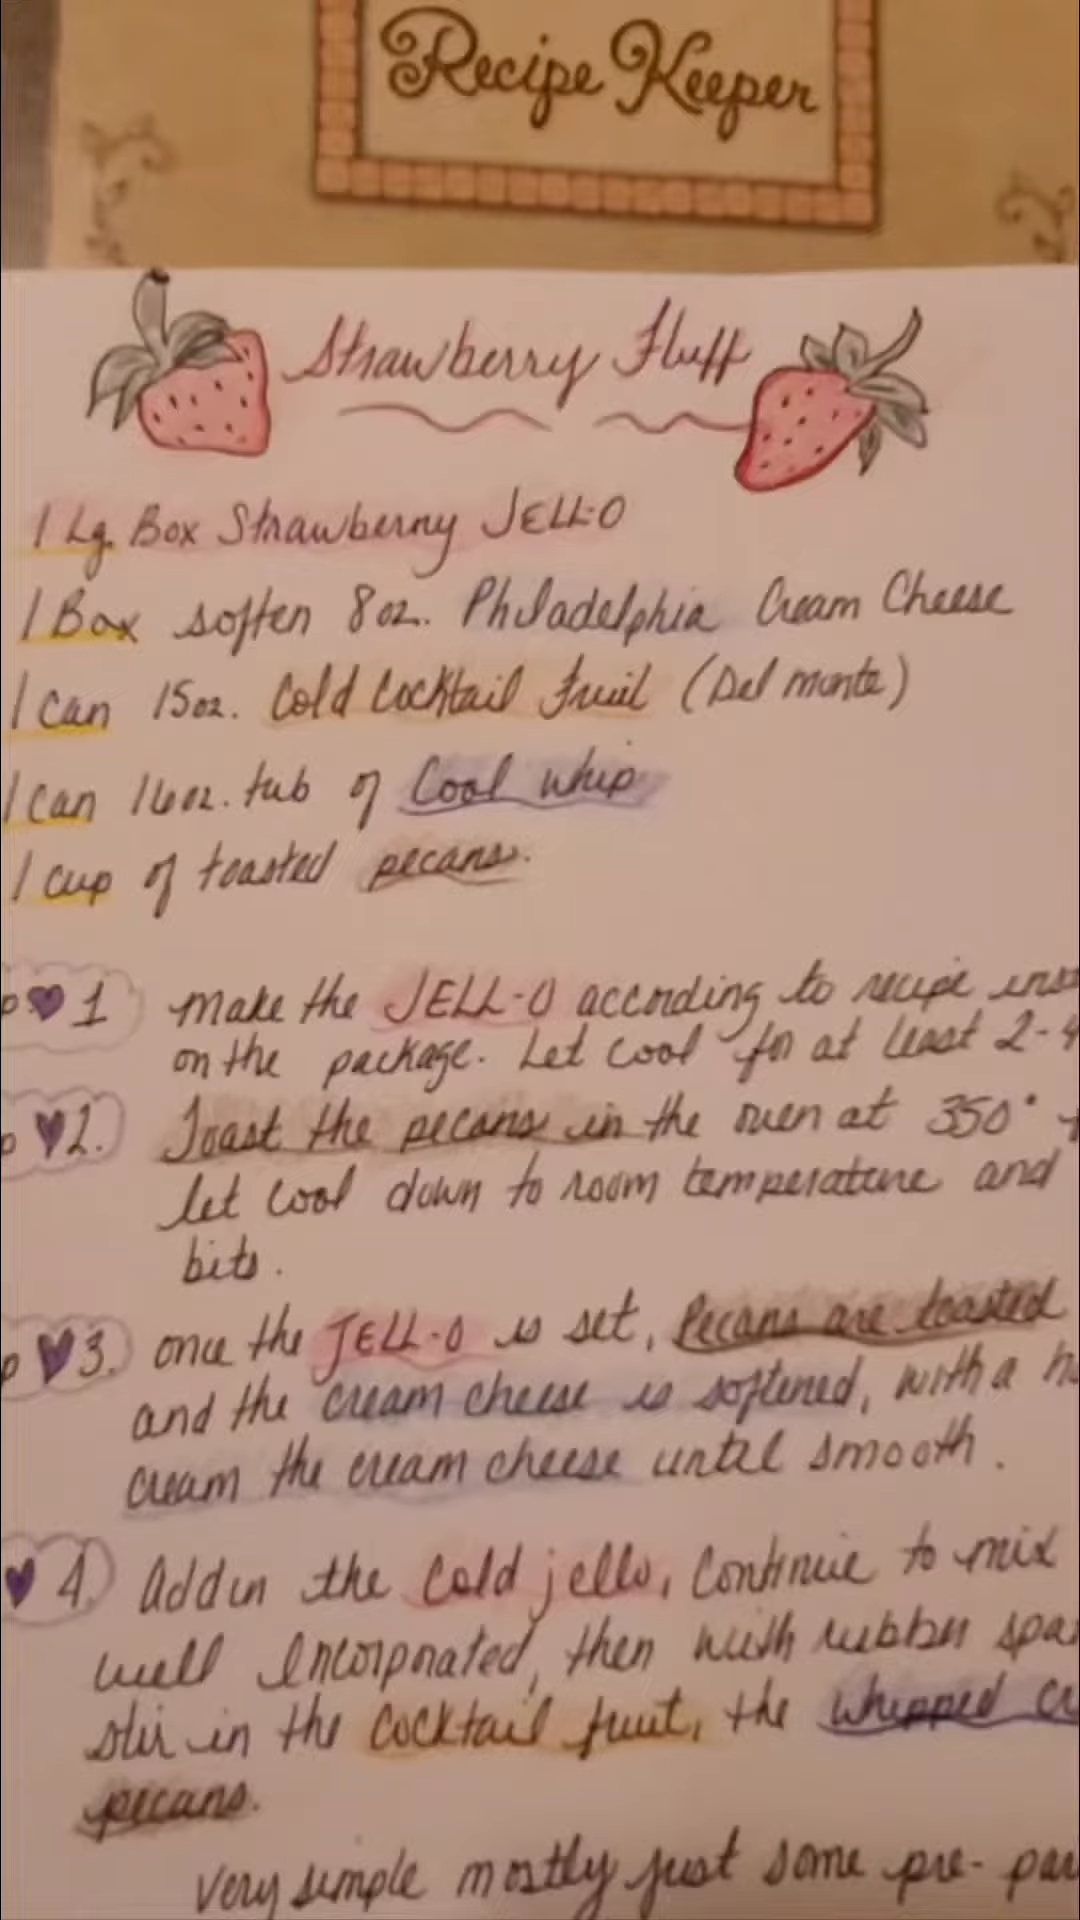 Recipe Keeper
Strawberry Fluff
1 Lg. Box Strawberry JELL-O
1 Box soften 8oz. Philadelphia Cream Cheese
1 Can 15oz. Cold Cocktail Fruit (Del monte)
1 Can 16oz. tub of Cool whip
1 cup of toasted pecans.
1 make the JELL-O according to recipe
on the package. Let cool for at least 2-4
2. Toast the pecans in the oven at 350°
let cool down to room temperature and
bits.
3. once the JELL-O is set, Pecans are toasted
and the cream cheese is softened, with a
cream the cream cheese until smooth.
4. Add in the Cold jello, Continue to mix
well Incorporated, then with rubber
stir in the Cocktail fruit, the whipped
pecans.
Very simple mostly just some pre-